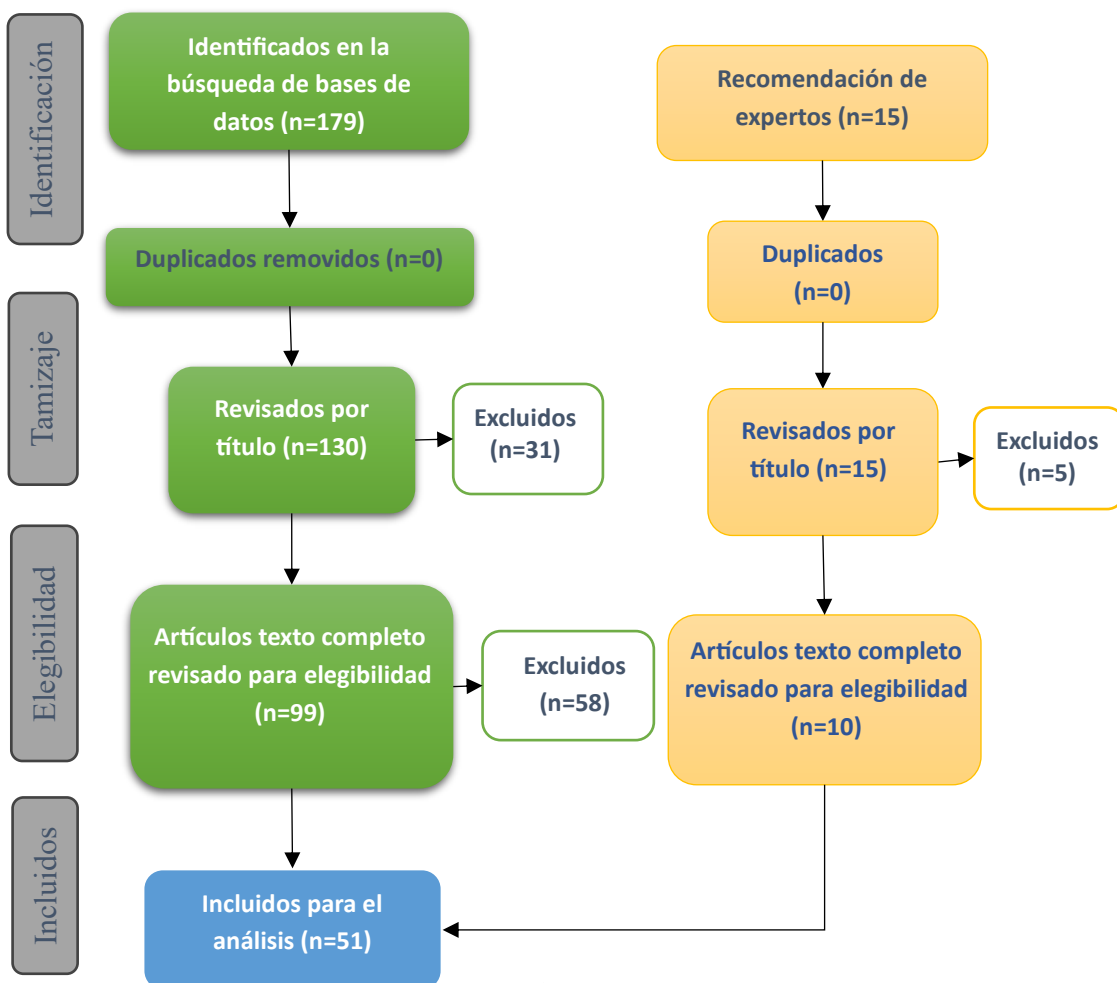 Identificación
Identificados en la
búsqueda de bases de
datos (n=179)
Recomendación de
expertos (n=15)
Duplicados removidos (n=0)
Duplicados
(n=0)
Tamizaje
Revisados por
título (n=130)
Excluidos
(n=31)
Revisados por
título (n=15)
Excluidos
(n=5)
Elegibilidad
Artículos texto completo
revisado para elegibilidad
(n=99)
Excluidos
(n=58)
Artículos texto completo
revisado para elegibilidad
(n=10)
Incluidos
Incluidos para el
análisis (n=51)